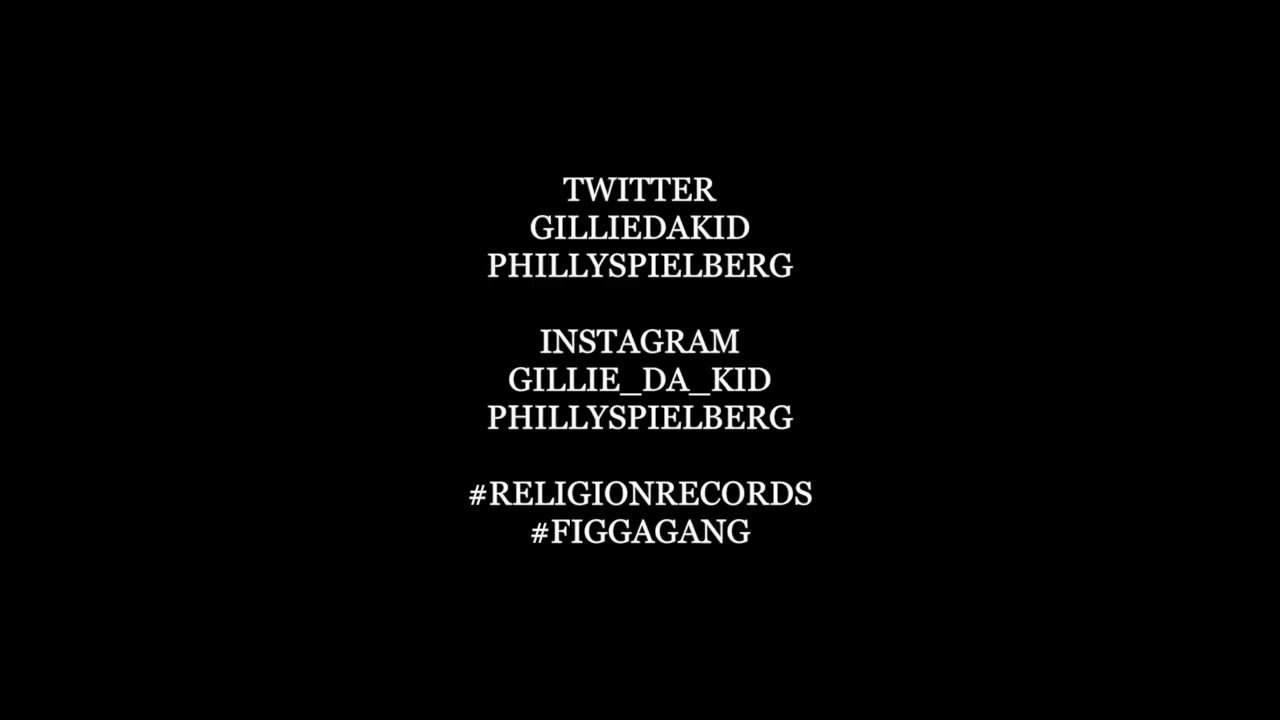 TWITTER
GILLIEDAKID
PHILLYSPIELBERG
INSTAGRAM
GILLIE_DA_KID
PHILLYSPIELBERG
#RELIGIONRECORDS
#FIGGAGANG